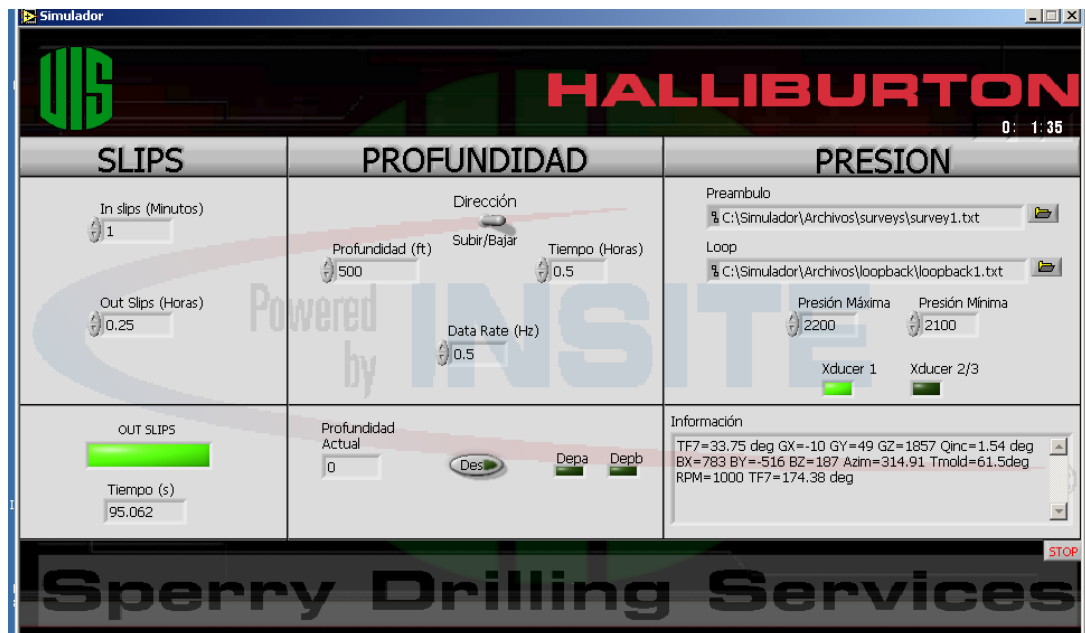 Simulador
UIS
HALLIBURTON
0: 1:35
SLIPS
PROFUNDIDAD
PRESION
In slips (Minutos)
1
Out Slips (Horas)
0.25
Dirección
Subir/Bajar
Profundidad (ft)
500
Tiempo (Horas)
0.5
Data Rate (Hz)
0.5
Preambulo
C:\Simulador\Archivos\surveys\survey1.txt
Loop
C:\Simulador\Archivos\loopback\loopback1.txt
Presión Máxima
2200
Presión Mínima
2100
Xducer 1
Xducer 2/3
Powered
by
INSITE
OUT SLIPS
Tiempo (s)
95.062
Profundidad
Actual
0
Des
Depa
Depb
Información
TF7=33.75 deg GX=-10 GY=49 GZ=1857 Qinc=1.54 deg
BX=783 BY=-516 BZ=187 Azim=314.91 Tmold=61.5deg
RPM=1000 TF7=174.38 deg
STOP
Sperry Drilling Services